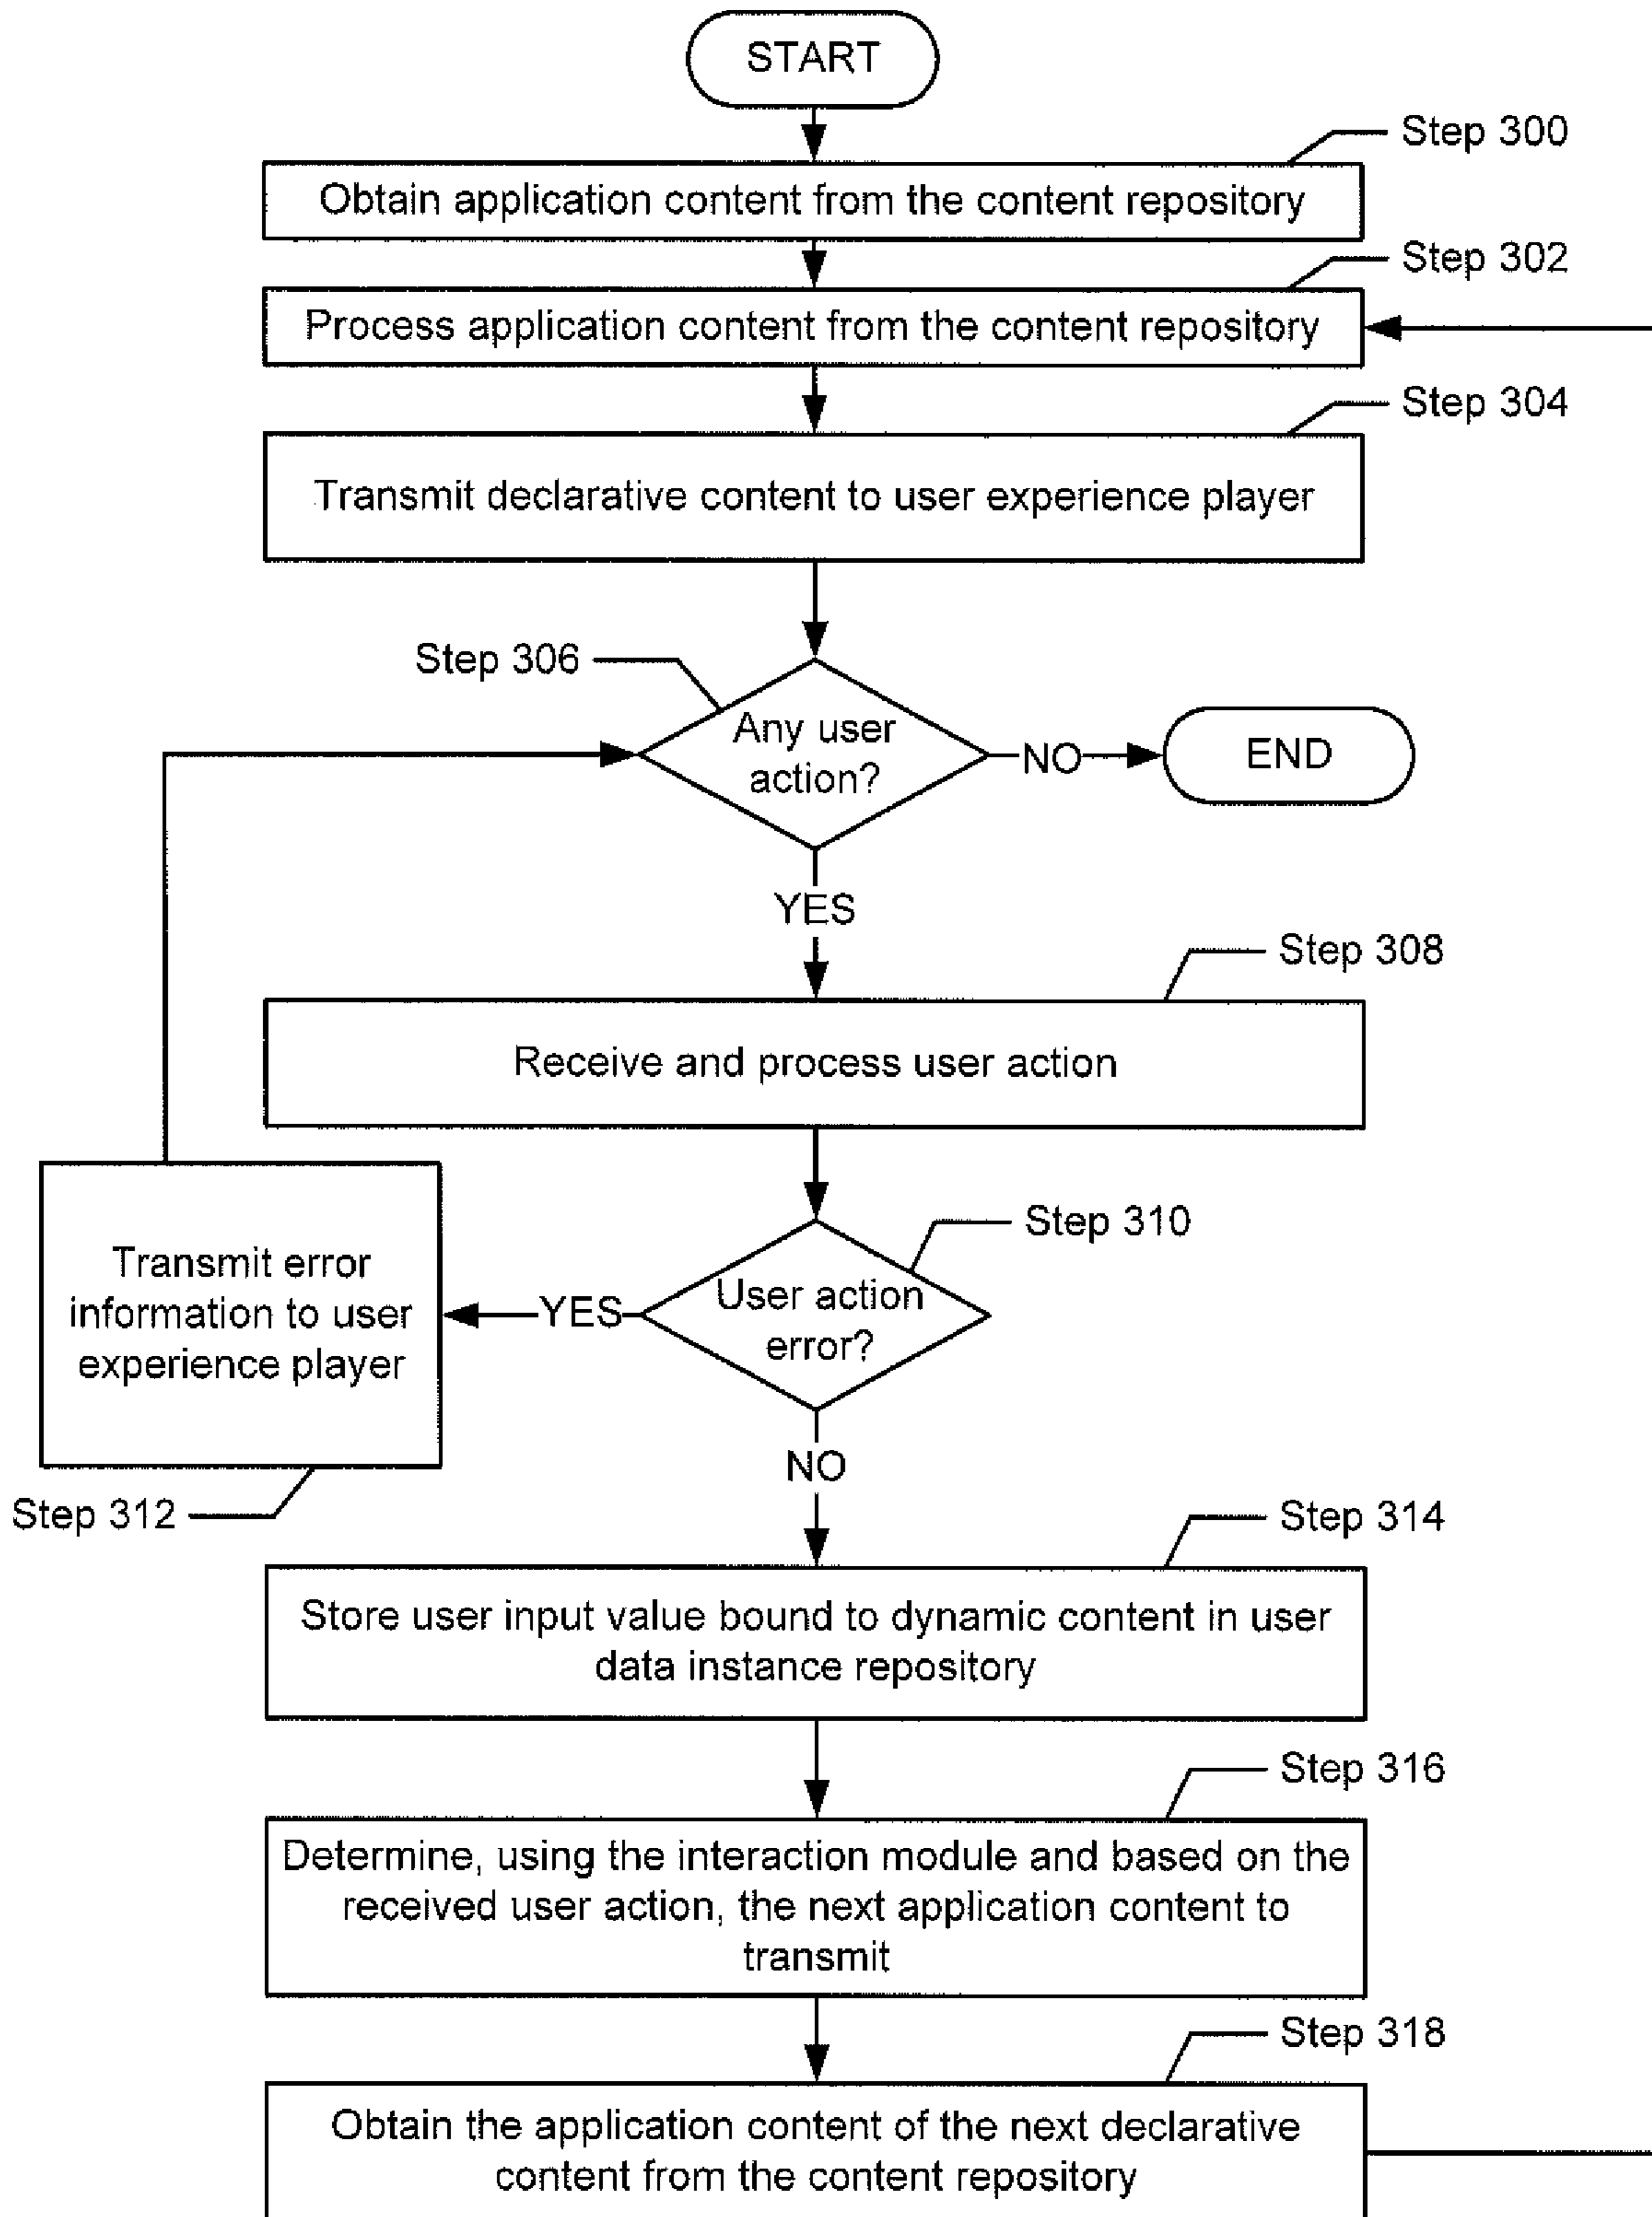 START
Step 300
Obtain application content from the content repository
Step 302
Process application content from the content repository
Step 304
Transmit declarative content to user experience player
Step 306
Any user
action?
NO
END
YES
Step 308
Receive and process user action
Step 310
User action
error?
YES
Transmit error
information to user
experience player
Step 312
NO
Step 314
Store user input value bound to dynamic content in user
data instance repository
Step 316
Determine, using the interaction module and based on the
received user action, the next application content to
transmit
Step 318
Obtain the application content of the next declarative
content from the content repository